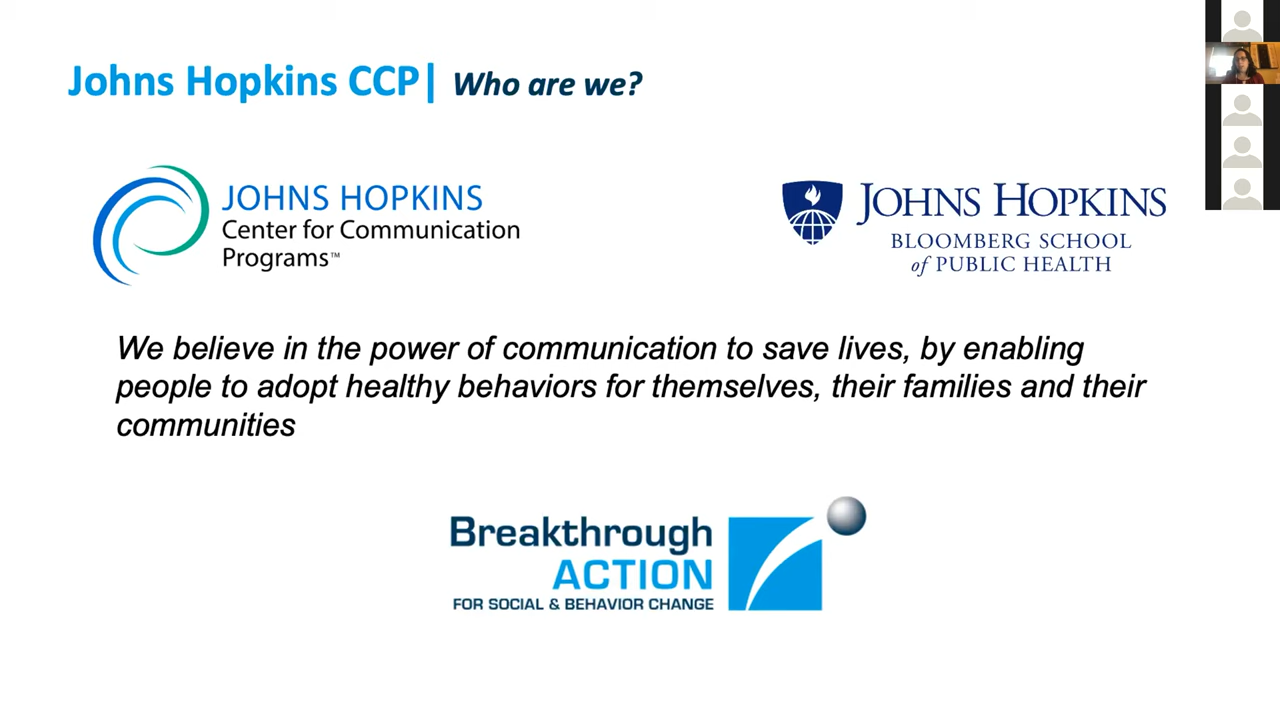 Johns Hopkins CCP| Who are we?
JOHNS HOPKINS
Center for Communication
Programs™
JOHNS HOPKINS
BLOOMBERG SCHOOL
of PUBLIC HEALTH
We believe in the power of communication to save lives, by enabling
people to adopt healthy behaviors for themselves, their families and their
communities
Breakthrough
ACTION
FOR SOCIAL & BEHAVIOR CHANGE